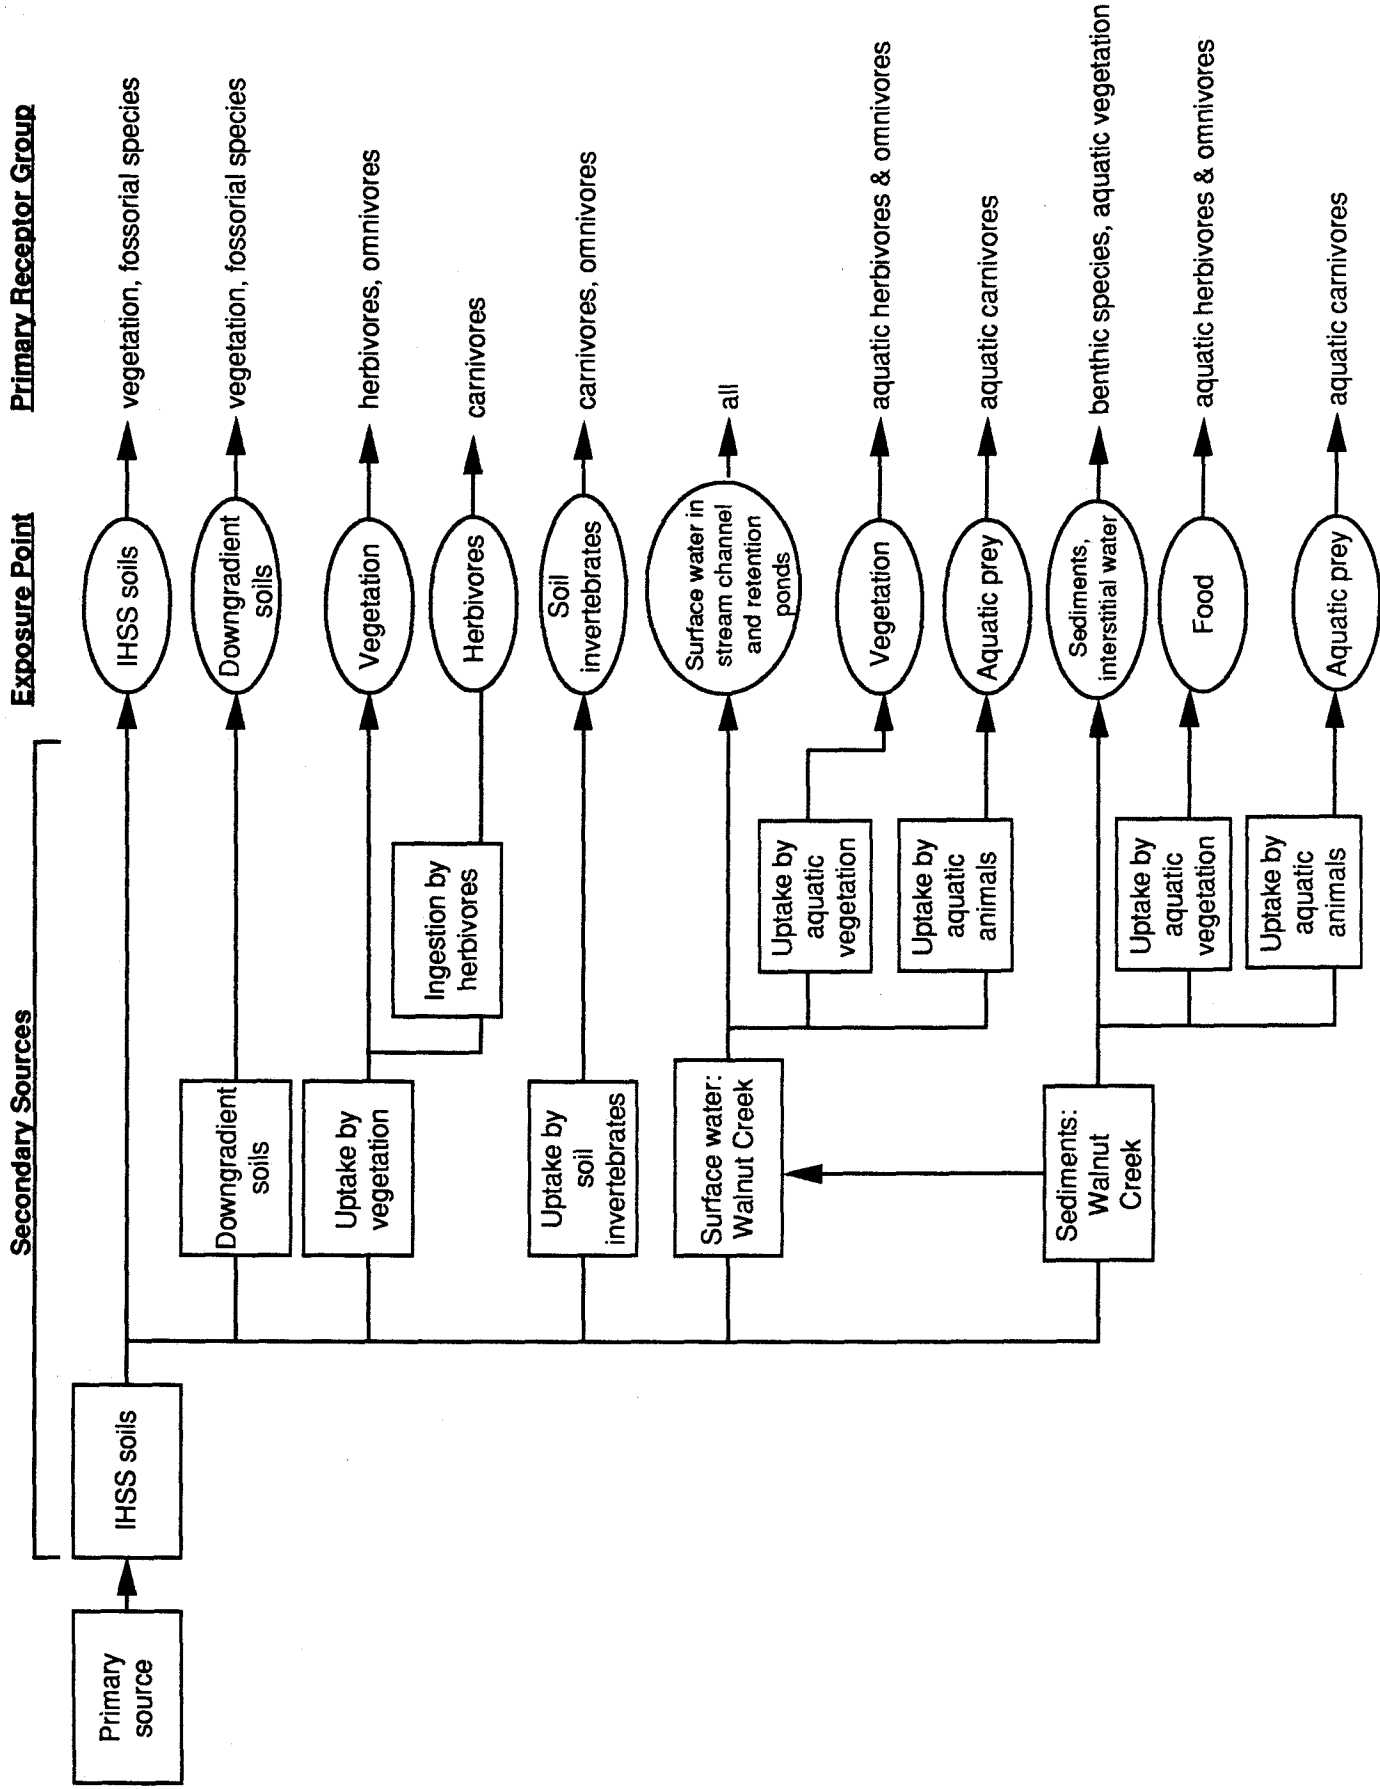 Secondary Sources
Exposure Point
Primary Receptor Group
Primary
source
IHSS soils
IHSS soils
vegetation, fossorial species
Downgradient
soils
Downgradient
soils
vegetation, fossorial species
Uptake by
vegetation
Vegetation
herbivores, omnivores
Ingestion by
herbivores
Herbivores
carnivores
Uptake by
soil
invertebrates
Soil
invertebrates
carnivores, omnivores
Surface water:
Walnut Creek
Surface water in
stream channel
and retention
ponds
all
Uptake by
aquatic
vegetation
Vegetation
aquatic herbivores & omnivores
Uptake by
aquatic
animals
Aquatic prey
aquatic carnivores
Sediments:
Walnut
Creek
Sediments,
interstitial water
benthic species, aquatic vegetation
Uptake by
aquatic
vegetation
Food
aquatic herbivores & omnivores
Uptake by
aquatic
animals
Aquatic prey
aquatic carnivores